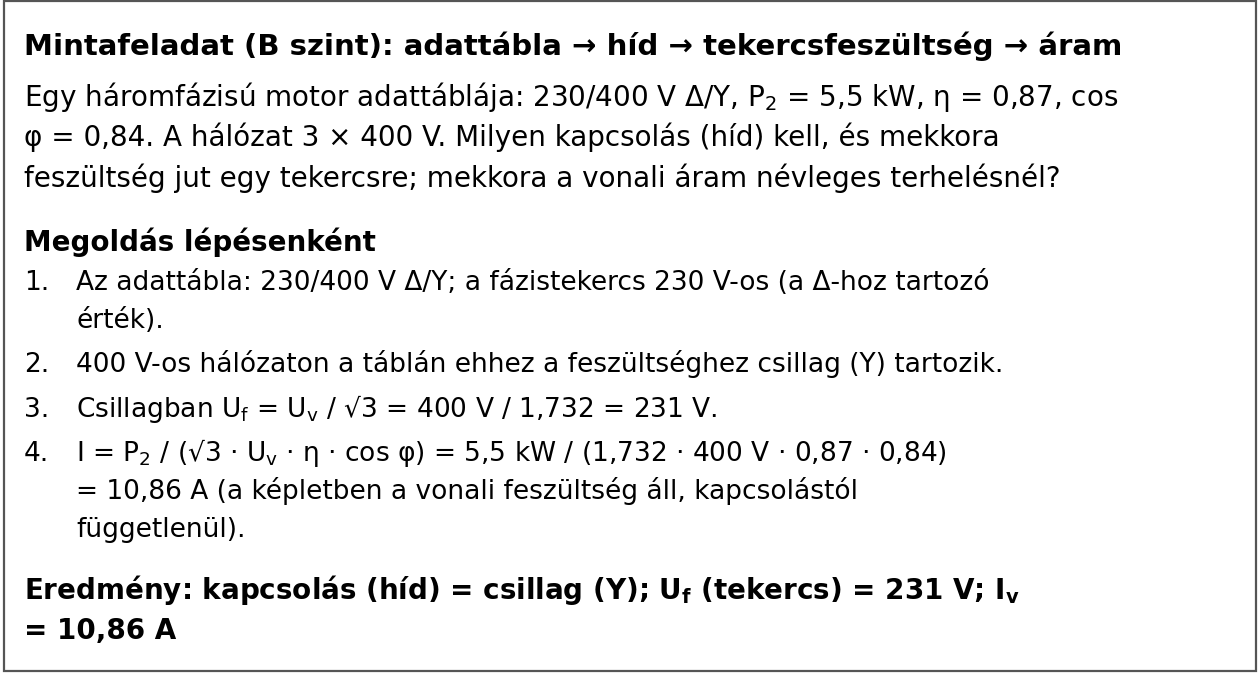 Mintafeladat (B szint): adattábla → híd → tekercsfeszültség → áram
Egy háromfázisú motor adattáblája: 230/400 V Δ/Y, P₂ = 5,5 kW, η = 0,87, cos
φ = 0,84. A hálózat 3 × 400 V. Milyen kapcsolás (híd) kell, és mekkora
feszültség jut egy tekercsre; mekkora a vonali áram névleges terhelésnél?
Megoldás lépésenként
1. Az adattábla: 230/400 V Δ/Y; a fázistekercs 230 V-os (a Δ-hoz tartozó
érték).
2. 400 V-os hálózaton a táblán ehhez a feszültséghez csillag (Y) tartozik.
3. Csillagban U_f = U_v / √3 = 400 V / 1,732 = 231 V.
4. I = P₂ / (√3 · U_v · η · cos φ) = 5,5 kW / (1,732 · 400 V · 0,87 · 0,84)
= 10,86 A (a képletben a vonali feszültség áll, kapcsolástól
függetlenül).
Eredmény: kapcsolás (híd) = csillag (Y); U_f (tekercs) = 231 V; I_v
= 10,86 A